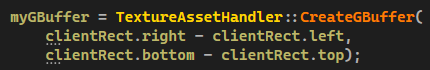 myGBuffer = TextureAssetHandler::CreateGBuffer(
clientRect.right - clientRect.left,
clientRect.bottom - clientRect.top);